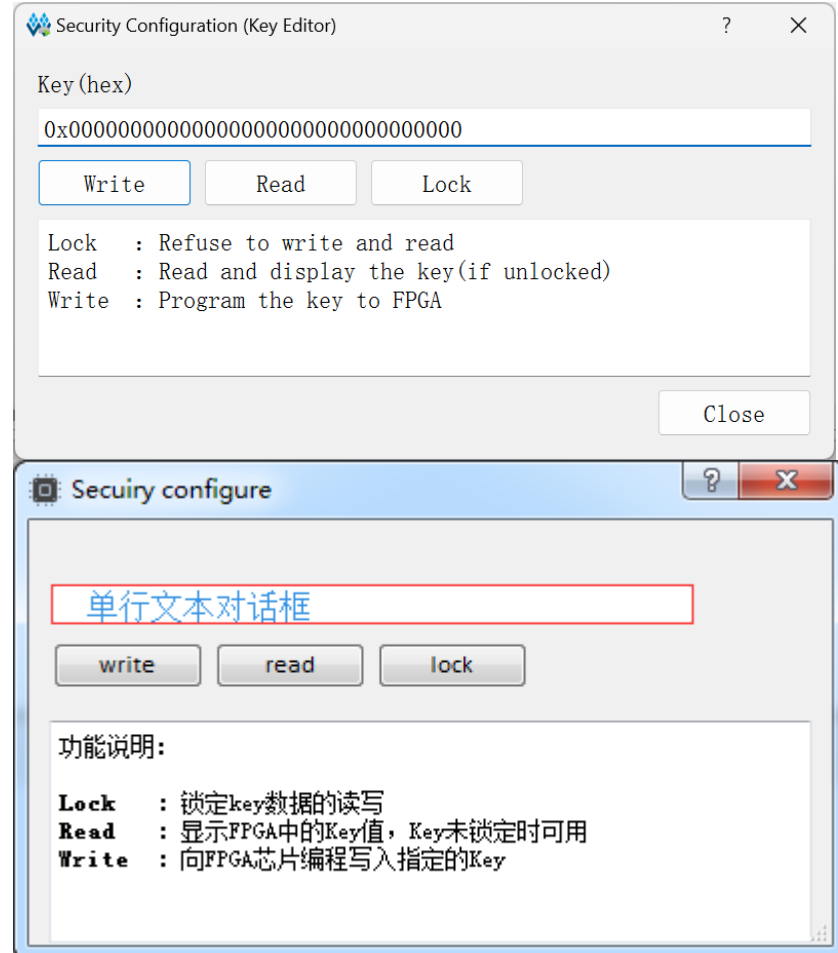 Security Configuration (Key Editor)
Key(hex)
0x00000000000000000000000000000000
Write Read Lock
Lock : Refuse to write and read
Read : Read and display the key(if unlocked)
Write : Program the key to FPGA
Close
Secuiry configure
单行文本对话框
write read lock
功能说明:
Lock : 锁定key数据的读写
Read : 显示FPGA中的Key值，Key未锁定时可用
Write : 向FPGA芯片编程写入指定的Key